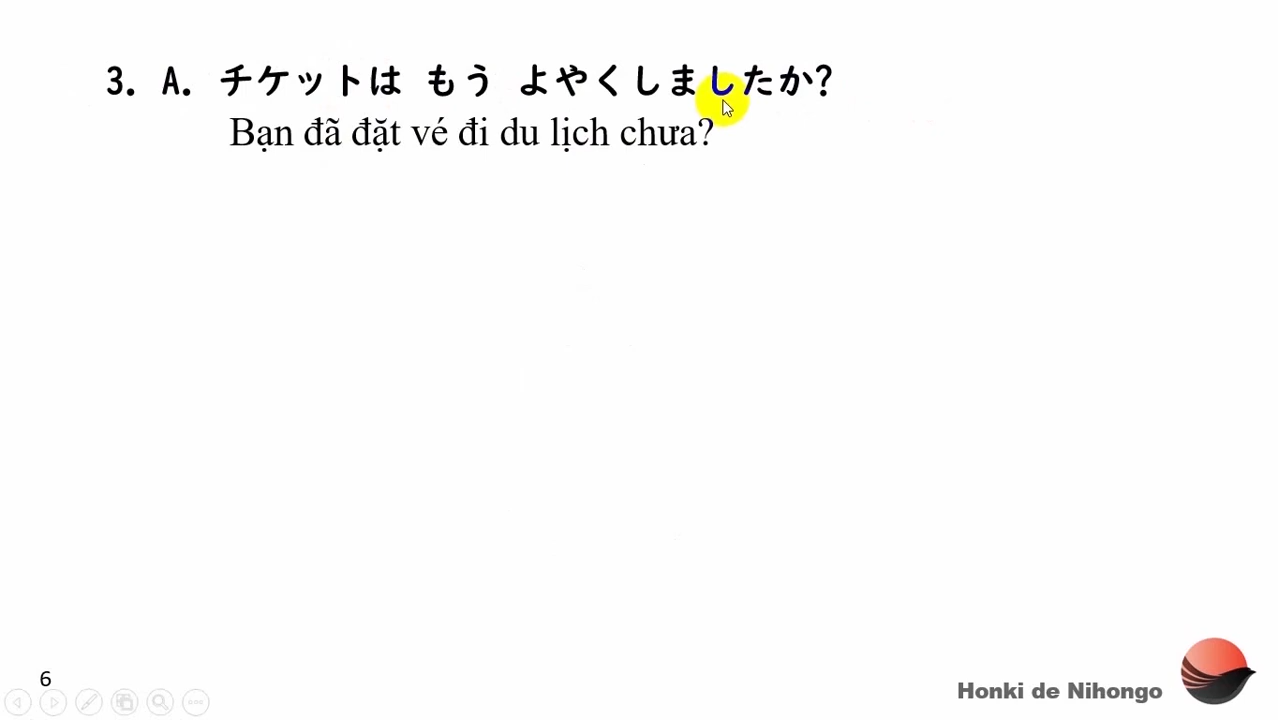 3. A. チケットは もう よやくしましたか?
Bạn đã đặt vé đi du lịch chưa?
6
Honki de Nihongo